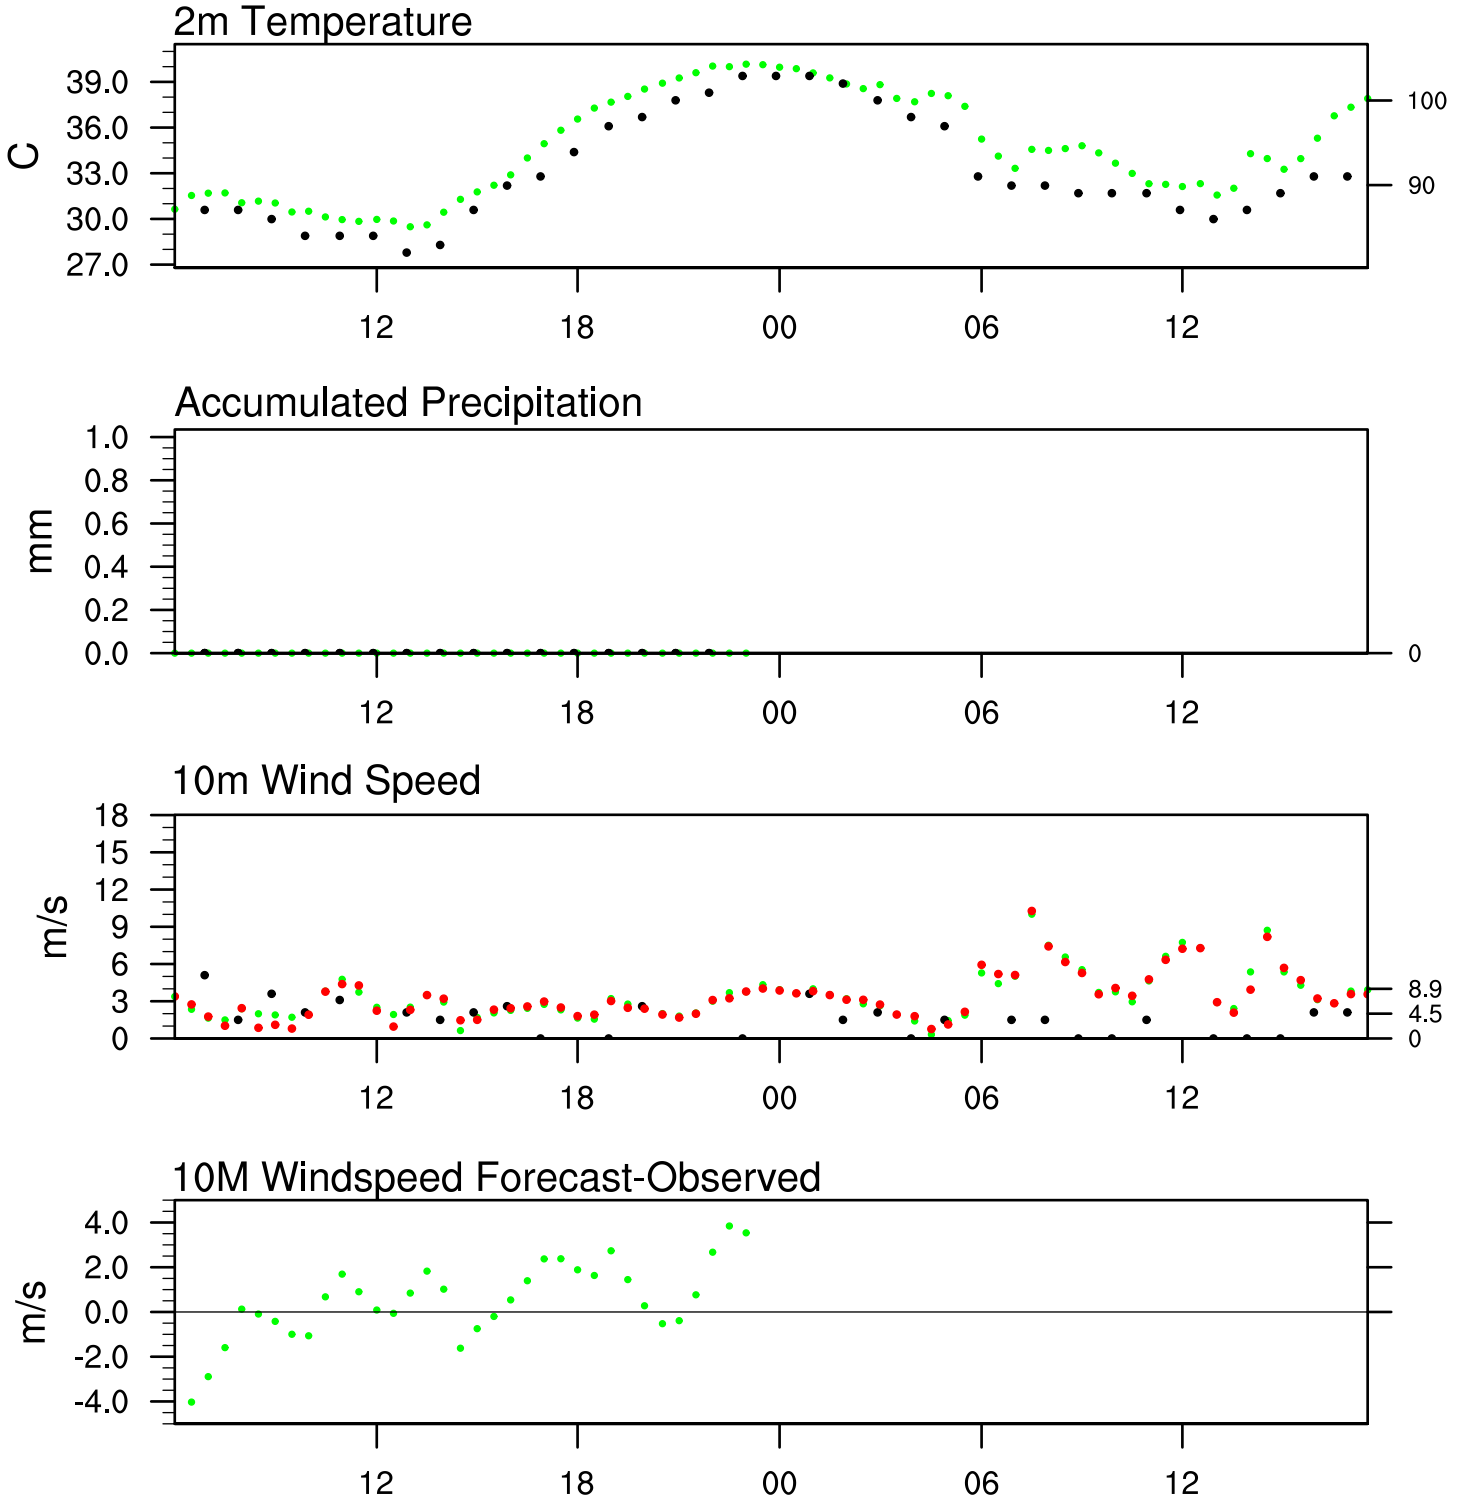 2m Temperature
39.0
36.0
33.0
30.0
27.0
C
100
90
12 18 00 06 12
Accumulated Precipitation
1.0
0.8
0.6
0.4
0.2
0.0
mm
0
12 18 00 06 12
10m Wind Speed
18
15
12
9
6
3
0
m/s
8.9
4.5
0
12 18 00 06 12
10M Windspeed Forecast-Observed
4.0
2.0
0.0
-2.0
-4.0
m/s
12 18 00 06 12